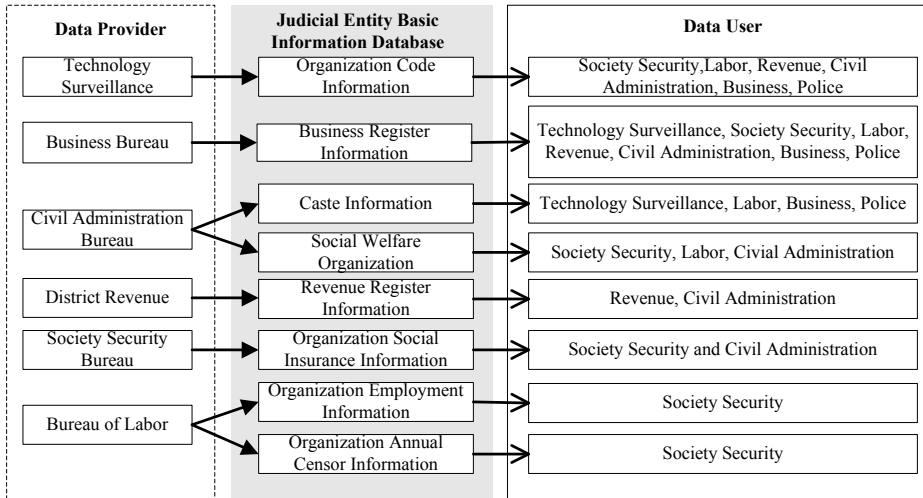 Data Provider
Judicial Entity Basic
Information Database
Data User
Technology
Surveillance
Organization Code
Information
Society Security,Labor, Revenue, Civil
Administration, Business, Police
Business Bureau
Business Register
Information
Technology Surveillance, Society Security, Labor,
Revenue, Civil Administration, Business, Police
Civil Administration
Bureau
Caste Information
Technology Surveillance, Labor, Business, Police
Social Welfare
Organization
Society Security, Labor, Civial Administration
District Revenue
Revenue Register
Information
Revenue, Civil Administration
Society Security
Bureau
Organization Social
Insurance Information
Society Security and Civil Administration
Bureau of Labor
Organization Employment
Information
Society Security
Organization Annual
Censor Information
Society Security